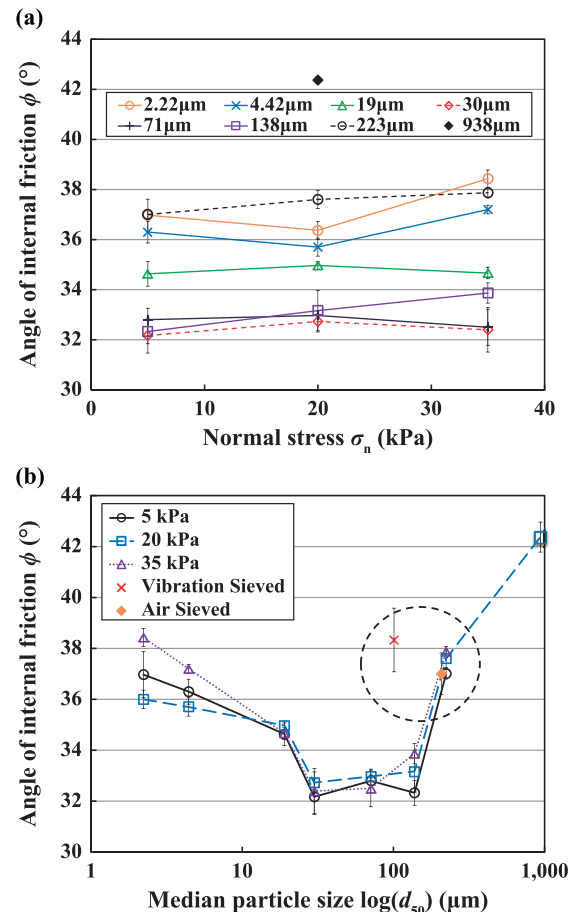 (a)
Angle of internal friction ϕ (°)
44
42
40
38
36
34
32
30
2.22µm 4.42µm 19µm 30µm
71µm 138µm 223µm 938µm
0 10 20 30 40
Normal stress σn (kPa)
(b)
Angle of internal friction ϕ (°)
44
42
40
38
36
34
32
30
5 kPa
20 kPa
35 kPa
Vibration Sieved
Air Sieved
1 10 100 1,000
Median particle size log(d50) (µm)